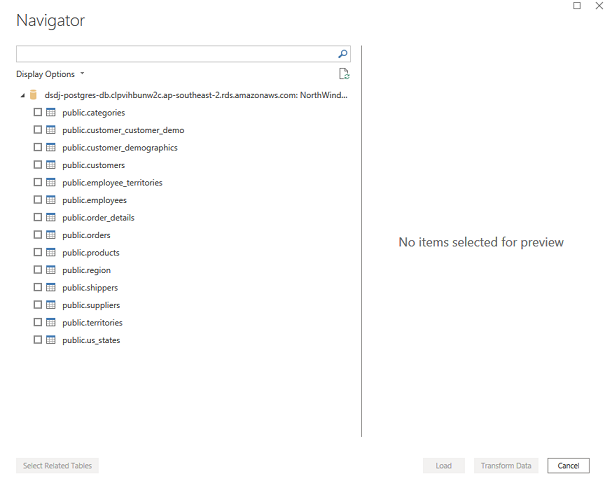 Navigator
Display Options
dsdj-postgres-db.clpvihbunw2c.ap-southeast-2.rds.amazonaws.com: NorthWind...
public.categories
public.customer_customer_demo
public.customer_demographics
public.customers
public.employee_territories
public.employees
public.order_details
public.orders
public.products
public.region
public.shippers
public.suppliers
public.territories
public.us_states
No items selected for preview
Select Related Tables
Load
Transform Data
Cancel